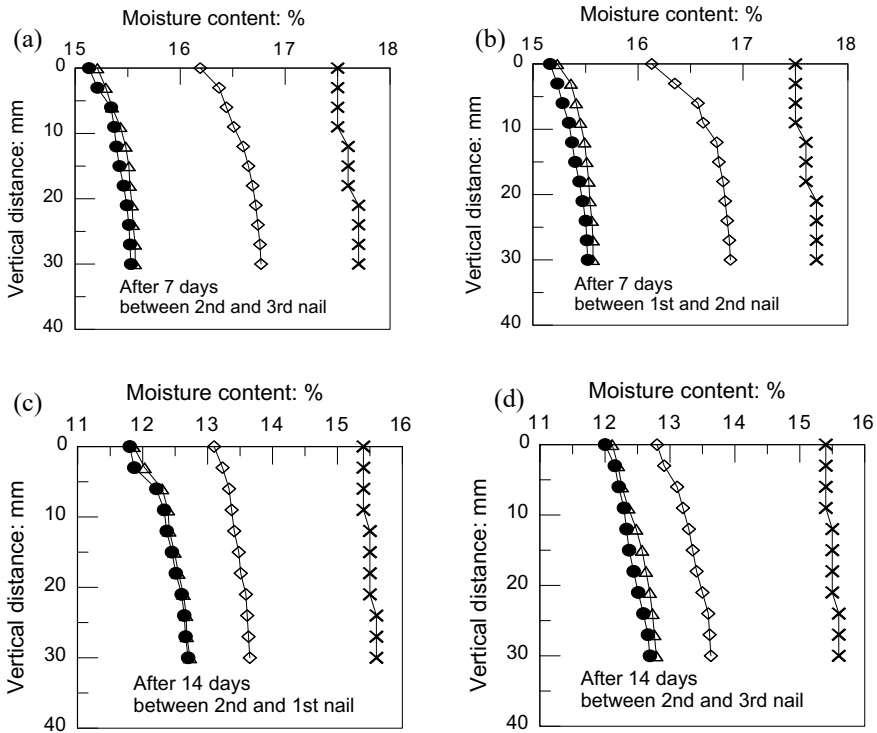 (a)
Moisture content: %
15 16 17 18
0
10
20
30
40
Vertical distance: mm
After 7 days
between 2nd and 3rd nail
(b)
Moisture content: %
15 16 17 18
0
10
20
30
40
Vertical distance: mm
After 7 days
between 1st and 2nd nail
(c)
Moisture content: %
11 12 13 14 15 16
0
10
20
30
40
Vertical distance: mm
After 14 days
between 2nd and 1st nail
(d)
Moisture content: %
11 12 13 14 15 16
0
10
20
30
40
Vertical distance: mm
After 14 days
between 2nd and 3rd nail